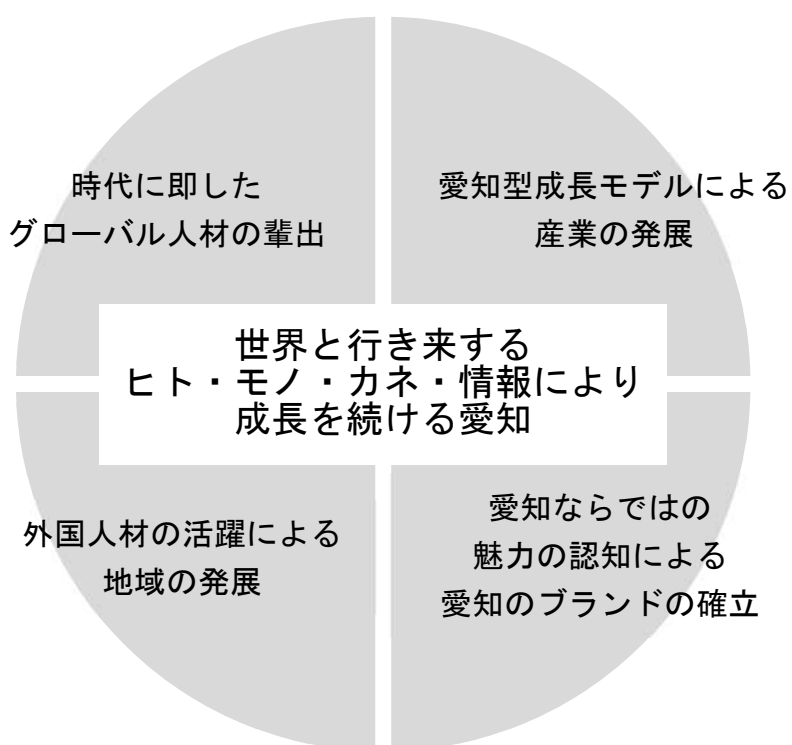 時代に即した
グローバル人材の輩出
愛知型成長モデルによる
産業の発展
世界と行き来する
ヒト・モノ・カネ・情報により
成長を続ける愛知
外国人材の活躍による
地域の発展
愛知ならではの
魅力の認知による
愛知のブランドの確立